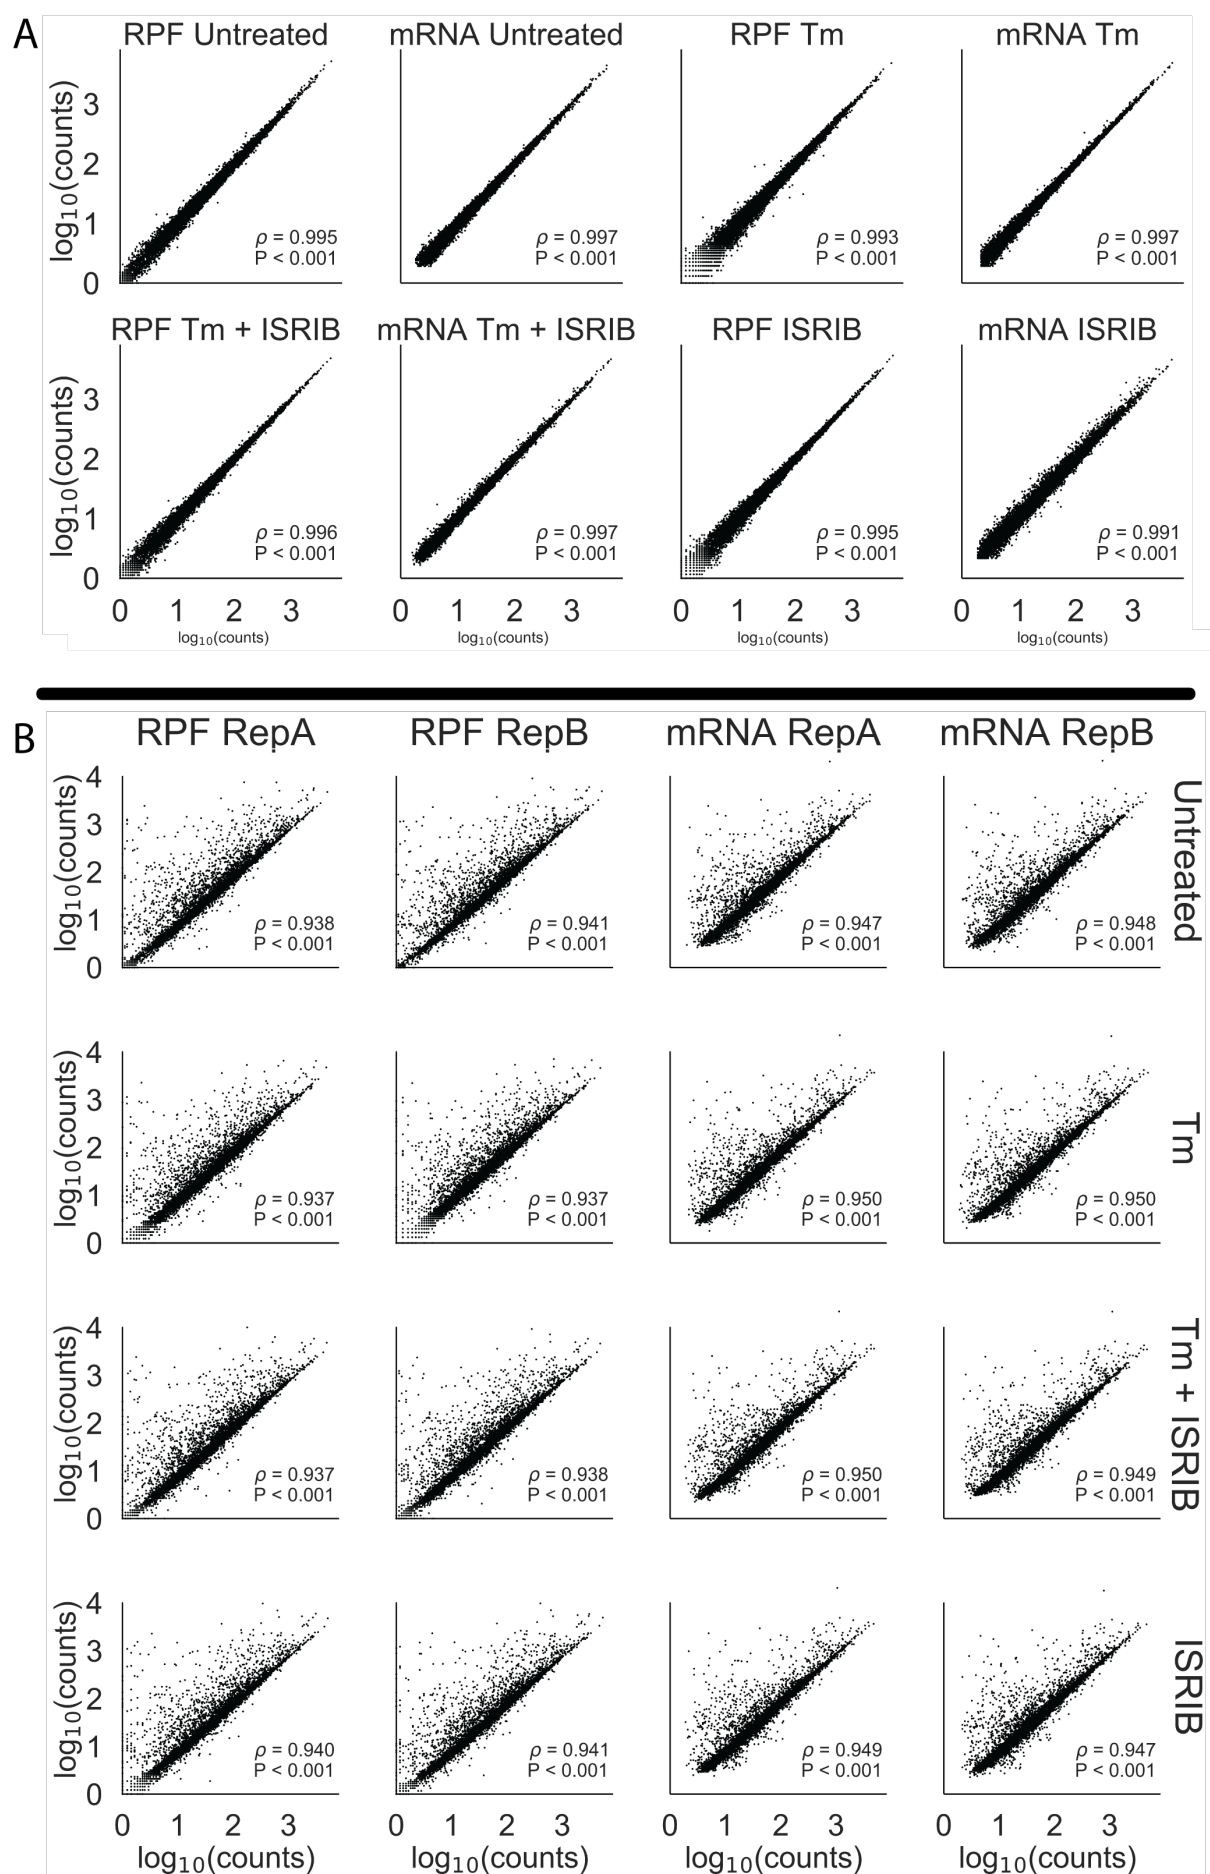 A
RPF Untreated mRNA Untreated RPF Tm mRNA Tm
log10(counts)
3
2
1
0
ρ = 0.995 ρ = 0.997 ρ = 0.993 ρ = 0.997
P < 0.001 P < 0.001 P < 0.001 P < 0.001
RPF Tm + ISRIB mRNA Tm + ISRIB RPF ISRIB mRNA ISRIB
log10(counts)
3
2
1
0
ρ = 0.996 ρ = 0.997 ρ = 0.995 ρ = 0.991
P < 0.001 P < 0.001 P < 0.001 P < 0.001
0 1 2 3 0 1 2 3 0 1 2 3 0 1 2 3
log10(counts) log10(counts) log10(counts) log10(counts)
B
RPF RepA RPF RepB mRNA RepA mRNA RepB
log10(counts)
4
3
2
1
0
ρ = 0.938 ρ = 0.941 ρ = 0.947 ρ = 0.948
P < 0.001 P < 0.001 P < 0.001 P < 0.001
Untreated
log10(counts)
4
3
2
1
0
ρ = 0.937 ρ = 0.937 ρ = 0.950 ρ = 0.950
P < 0.001 P < 0.001 P < 0.001 P < 0.001
Tm
log10(counts)
4
3
2
1
0
ρ = 0.937 ρ = 0.938 ρ = 0.950 ρ = 0.949
P < 0.001 P < 0.001 P < 0.001 P < 0.001
Tm + ISRIB
log10(counts)
4
3
2
1
0
ρ = 0.940 ρ = 0.941 ρ = 0.949 ρ = 0.947
P < 0.001 P < 0.001 P < 0.001 P < 0.001
ISRIB
0 1 2 3 0 1 2 3 0 1 2 3 0 1 2 3
log10(counts) log10(counts) log10(counts) log10(counts)